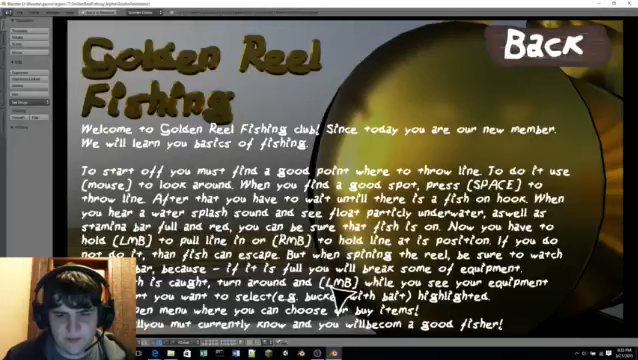 Back
Golden Reel
Fishing
Welcome to Golden Reel Fishing club! Since today you are our new member.
We will learn you basics of fishing.
To start off you must find a good point where to throw line. To do it use
[mouse] to look around. When you find a good spot, press [SPACE] to
throw line. After that you have to wait untill there is a fish on hook. When
you hear a water splash sound and see float particly underwater, aswell as
stamina bar full and red, you can be sure that fish is on. Now you have to
hold [LMB] to pull line in or [RMB] to hold line at is position. If you do
not do it, than fish can escape. But when spinning the reel, be sure to watch
bar, because - if it is full you will break some of equipment.
is caught, turn around and [LMB] while you see your equipment
you want to select(e.g. bucket with bait) highlighted.
open menu where you can choose or buy items!
you mut currently know and you willbecom a good fisher!